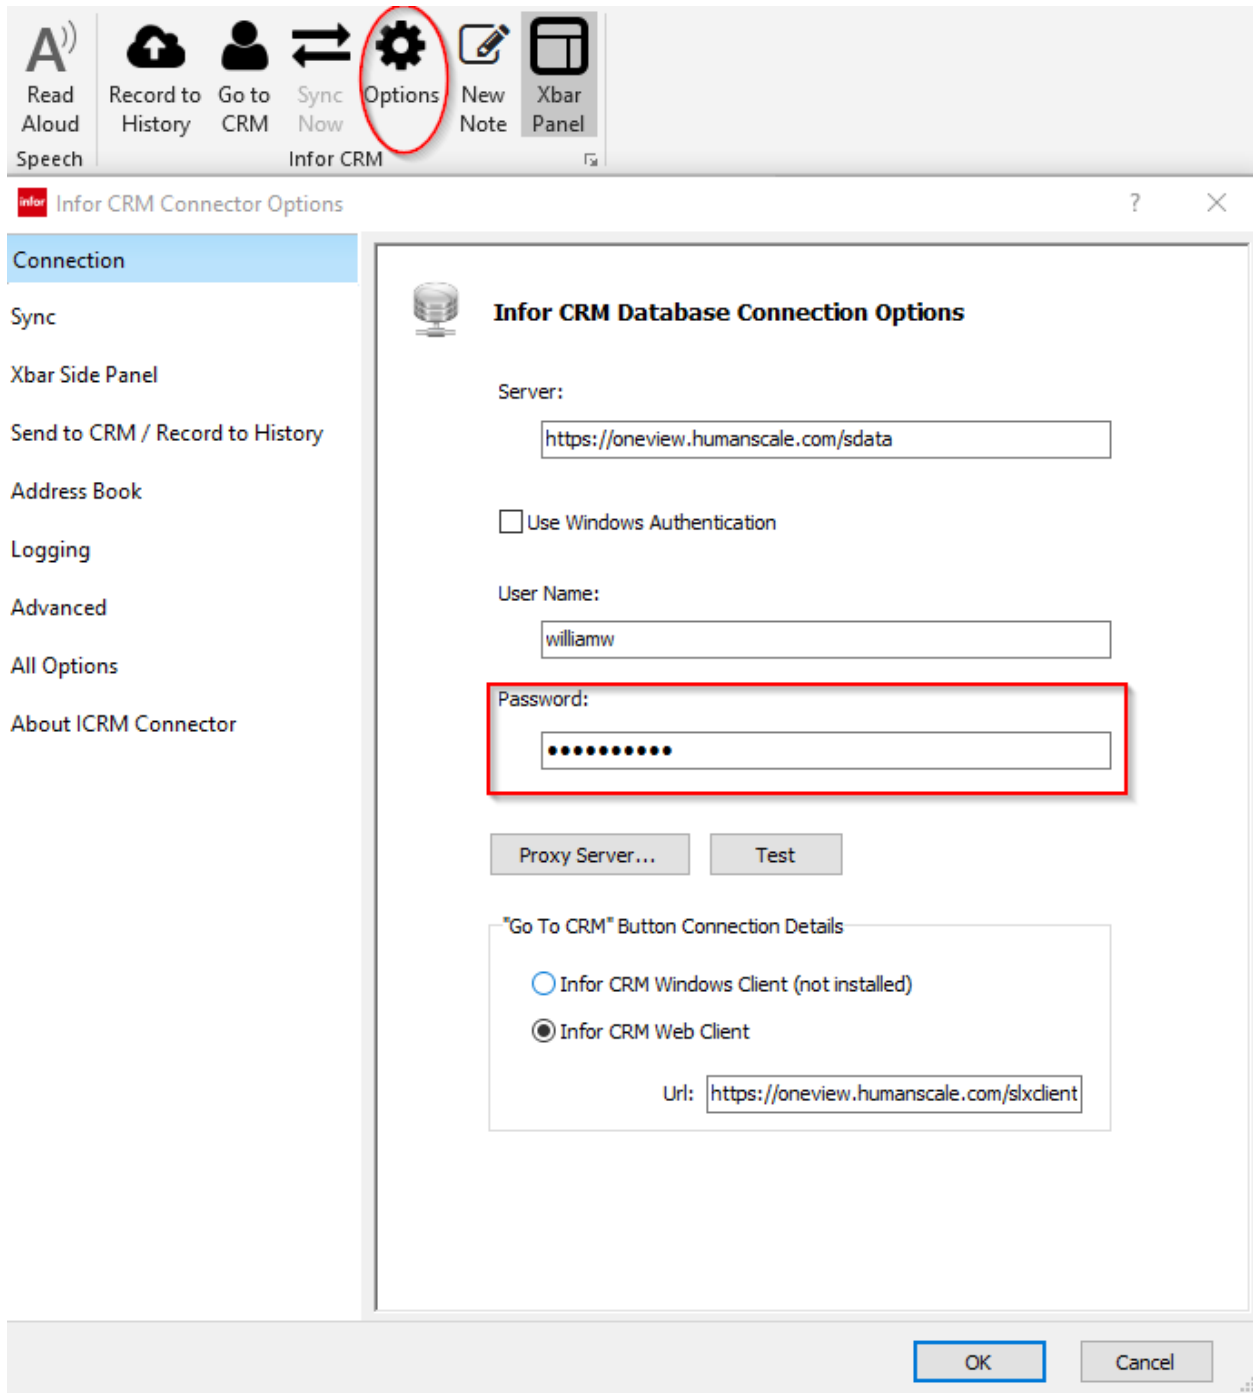 A))
Read Aloud
Record to History
Go to CRM
Sync Now
Options
New Note
Xbar Panel
Speech
Infor CRM
infor Infor CRM Connector Options ?
Connection
Sync
Xbar Side Panel
Send to CRM / Record to History
Address Book
Logging
Advanced
All Options
About ICRM Connector
Infor CRM Database Connection Options
Server:
https://oneview.humanscale.com/sdata
Use Windows Authentication
User Name:
williamw
Password:
••••••••••
Proxy Server...
Test
"Go To CRM" Button Connection Details
Infor CRM Windows Client (not installed)
Infor CRM Web Client
Url: https://oneview.humanscale.com/slxclient
OK
Cancel